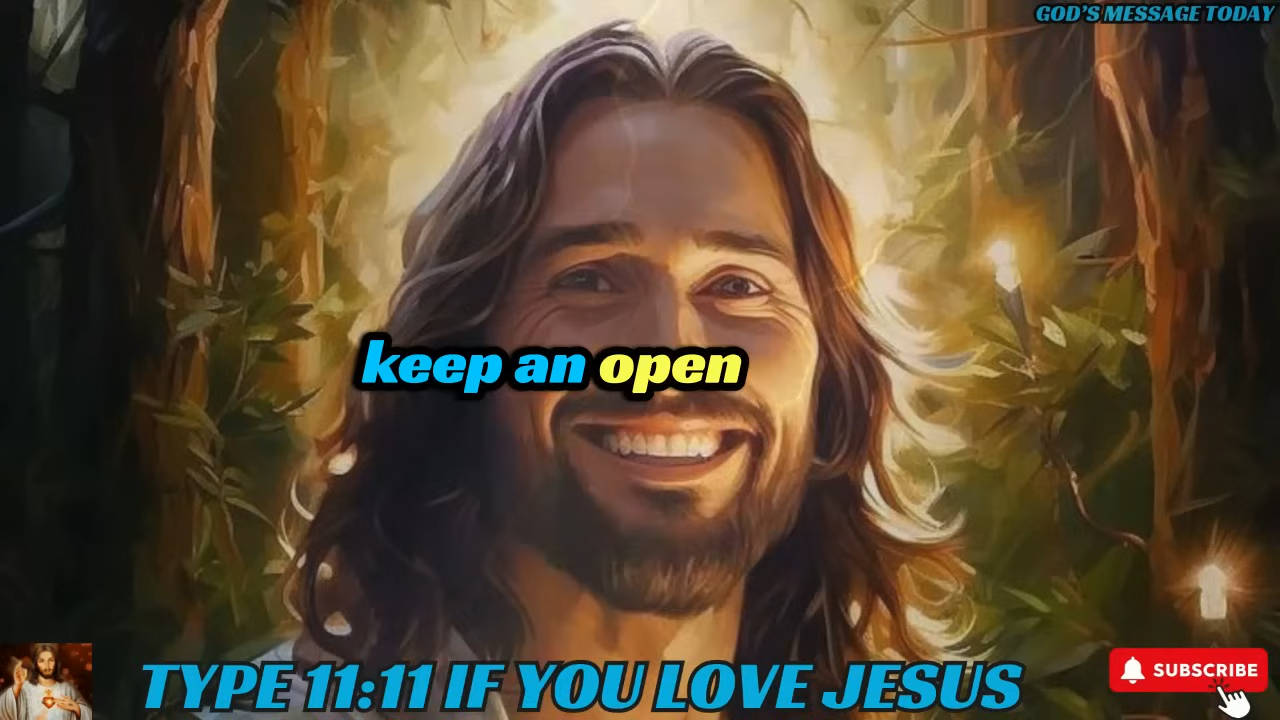 GOD'S MESSAGE TODAY
keep an open
TYPE 11:11 IF YOU LOVE JESUS
SUBSCRIBE